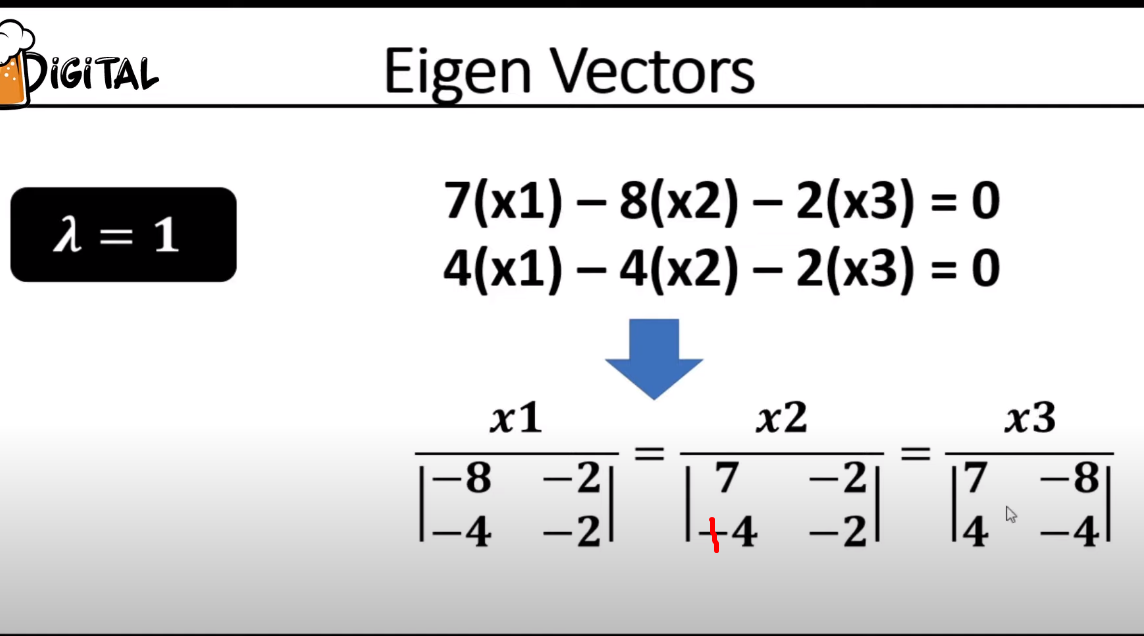 DiGiTAL
Eigen Vectors
λ = 1
7(x1) – 8(x2) – 2(x3) = 0
4(x1) – 4(x2) – 2(x3) = 0
x1 x2 x3
|−8 −2| = |7 −2| = |7 −8|
|−4 −2| |+4 −2| |4 −4|